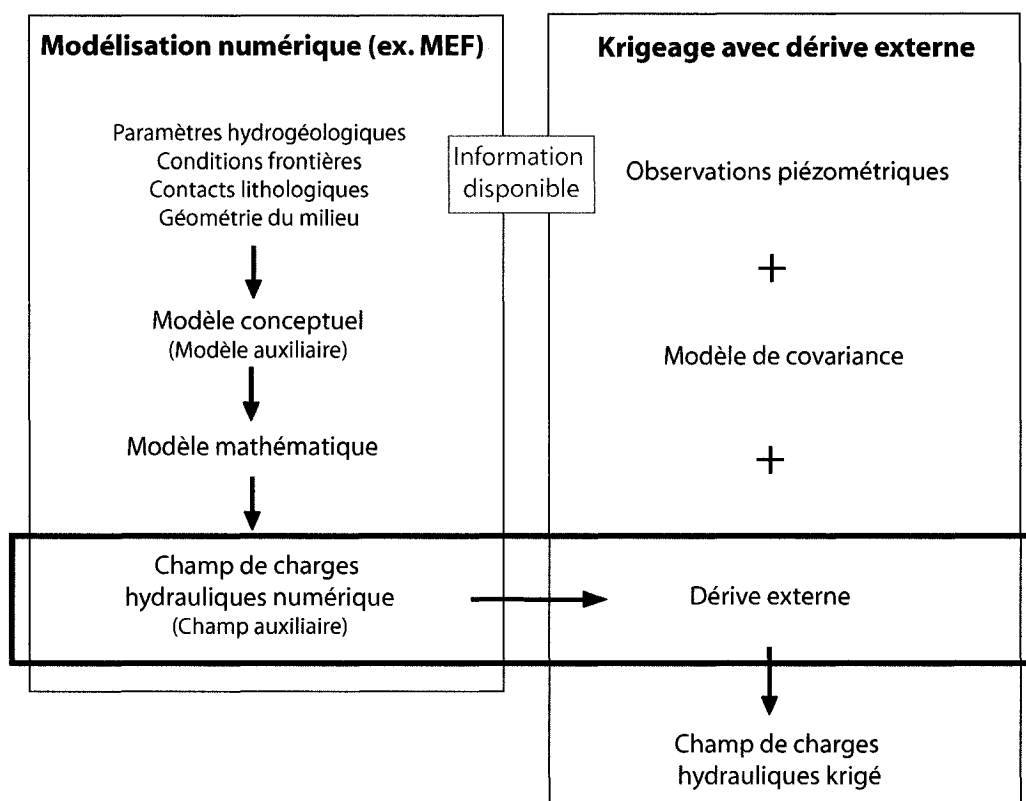 Modélisation numérique (ex. MEF)
Paramètres hydrogéologiques
Conditions frontières
Contacts lithologiques
Géométrie du milieu
Modèle conceptuel
(Modèle auxiliaire)
Modèle mathématique
Champ de charges
hydrauliques numérique
(Champ auxiliaire)
Information
disponible
Krigeage avec dérive externe
Observations piézométriques
+
Modèle de covariance
+
Dérive externe
Champ de charges
hydrauliques krigé